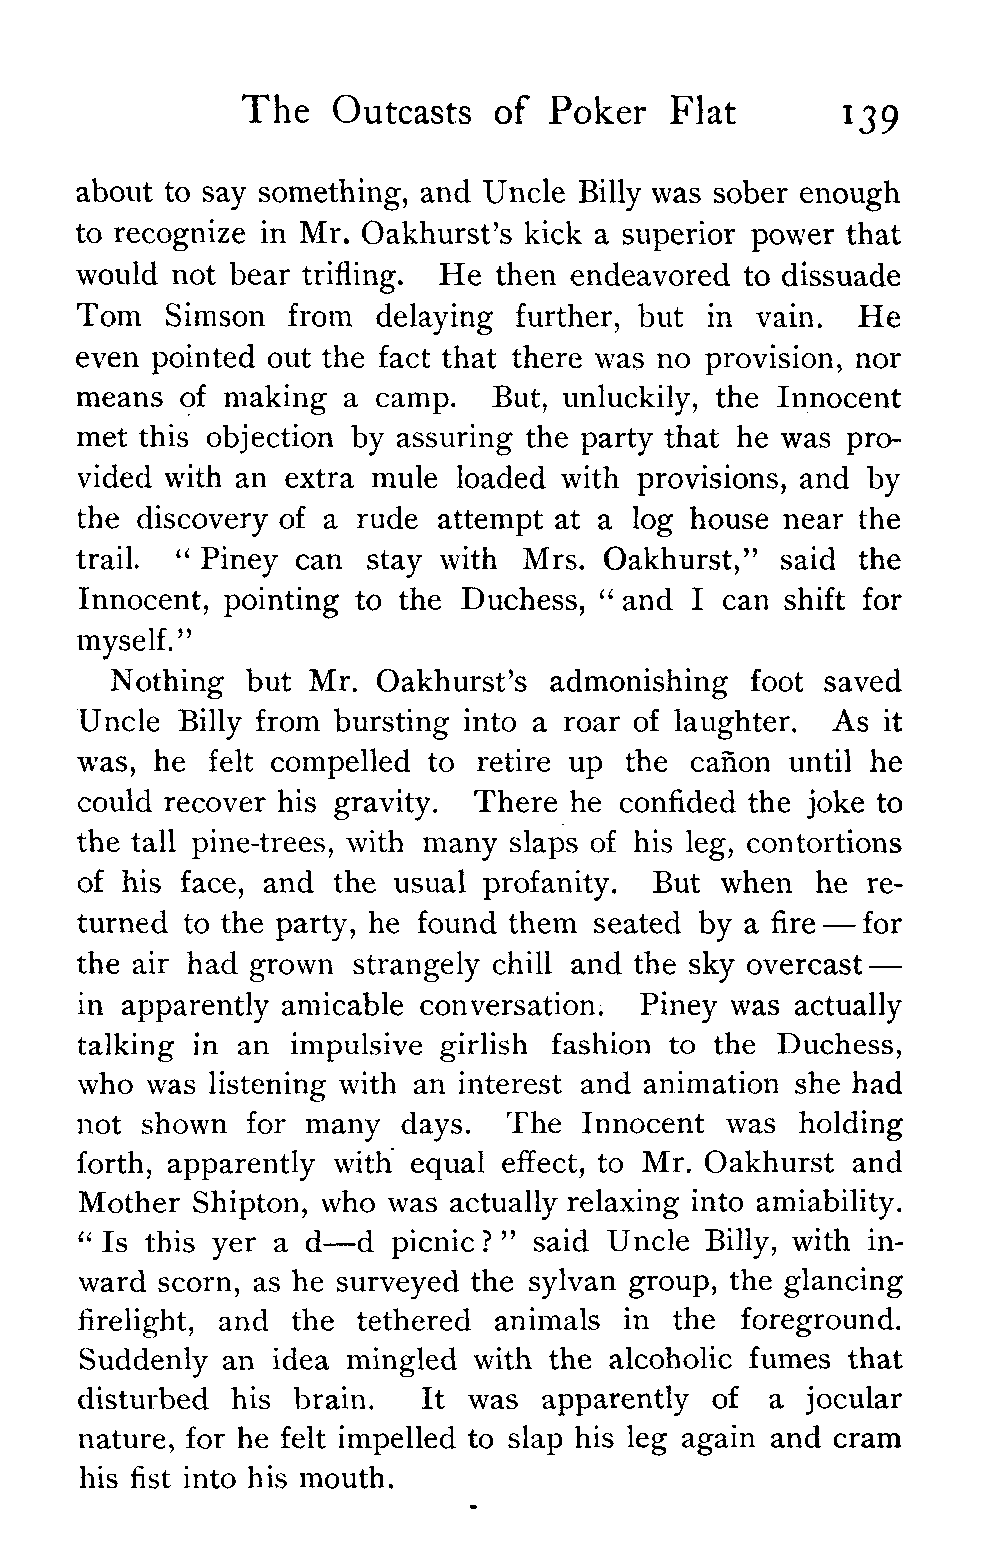 The Outcasts of Poker Flat 139
about to say something, and Uncle Billy was sober enough
to recognize in Mr. Oakhurst's kick a superior power that
would not bear trifling. He then endeavored to dissuade
Tom Simson from delaying further, but in vain. He
even pointed out the fact that there was no provision, nor
means of making a camp. But, unluckily, the Innocent
met this objection by assuring the party that he was pro-
vided with an extra mule loaded with provisions, and by
the discovery of a rude attempt at a log house near the
trail. " Piney can stay with Mrs. Oakhurst," said the
Innocent, pointing to the Duchess, " and I can shift for
myself."
Nothing but Mr. Oakhurst's admonishing foot saved
Uncle Billy from bursting into a roar of laughter. As it
was, he felt compelled to retire up the cañon until he
could recover his gravity. There he confided the joke to
the tall pine-trees, with many slaps of his leg, contortions
of his face, and the usual profanity. But when he re-
turned to the party, he found them seated by a fire — for
the air had grown strangely chill and the sky overcast —
in apparently amicable conversation. Piney was actually
talking in an impulsive girlish fashion to the Duchess,
who was listening with an interest and animation she had
not shown for many days. The Innocent was holding
forth, apparently with equal effect, to Mr. Oakhurst and
Mother Shipton, who was actually relaxing into amiability.
" Is this yer a d—d picnic ? " said Uncle Billy, with in-
ward scorn, as he surveyed the sylvan group, the glancing
firelight, and the tethered animals in the foreground.
Suddenly an idea mingled with the alcoholic fumes that
disturbed his brain. It was apparently of a jocular
nature, for he felt impelled to slap his leg again and cram
his fist into his mouth.